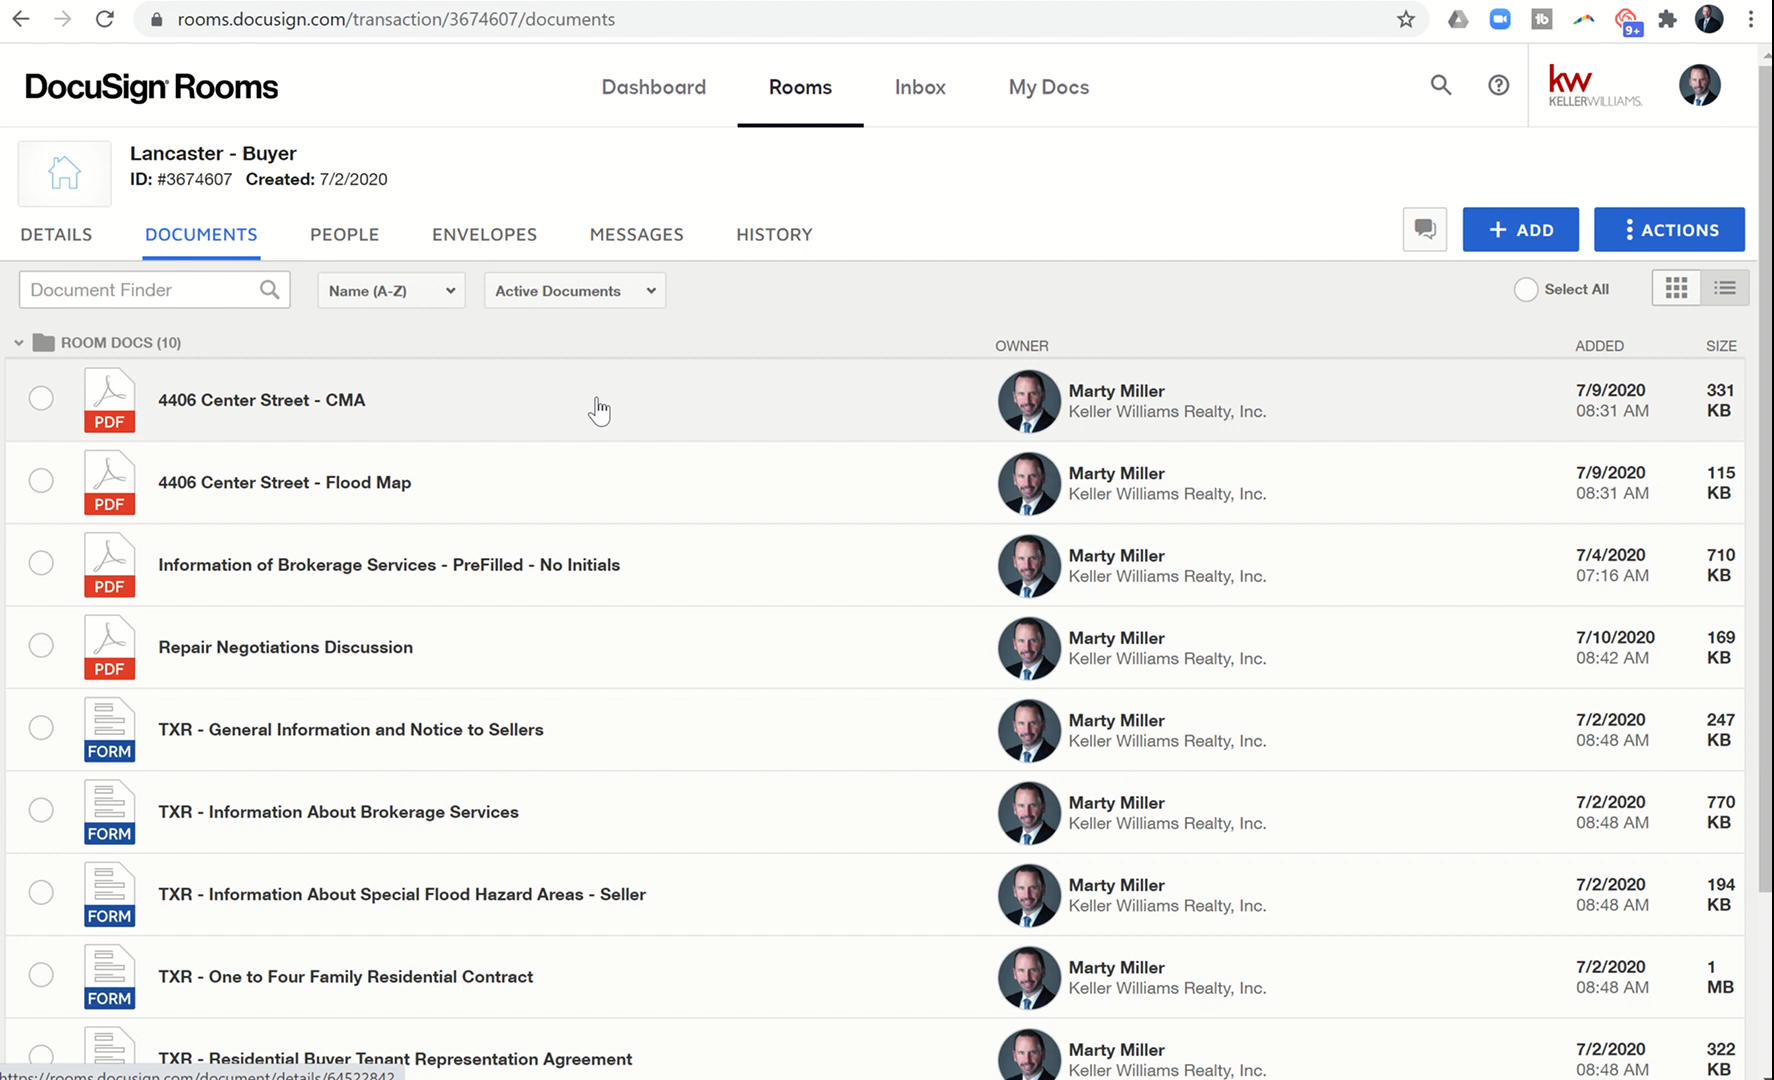 rooms.docusign.com/transaction/3674607/documents
9+
DocuSign Rooms
Dashboard
Rooms
Inbox
My Docs
kw
KELLERWILLIAMS.
Lancaster - Buyer
ID: #3674607 Created: 7/2/2020
DETAILS
DOCUMENTS
PEOPLE
ENVELOPES
MESSAGES
HISTORY
+ ADD
ACTIONS
Document Finder
Name (A-Z)
Active Documents
Select All
ROOM DOCS (10)
OWNER
ADDED
SIZE
PDF
4406 Center Street - CMA
Marty Miller
Keller Williams Realty, Inc.
7/9/2020
08:31 AM
331
KB
PDF
4406 Center Street - Flood Map
Marty Miller
Keller Williams Realty, Inc.
7/9/2020
08:31 AM
115
KB
PDF
Information of Brokerage Services - PreFilled - No Initials
Marty Miller
Keller Williams Realty, Inc.
7/4/2020
07:16 AM
710
KB
PDF
Repair Negotiations Discussion
Marty Miller
Keller Williams Realty, Inc.
7/10/2020
08:42 AM
169
KB
FORM
TXR - General Information and Notice to Sellers
Marty Miller
Keller Williams Realty, Inc.
7/2/2020
08:48 AM
247
KB
FORM
TXR - Information About Brokerage Services
Marty Miller
Keller Williams Realty, Inc.
7/2/2020
08:48 AM
770
KB
FORM
TXR - Information About Special Flood Hazard Areas - Seller
Marty Miller
Keller Williams Realty, Inc.
7/2/2020
08:48 AM
194
KB
FORM
TXR - One to Four Family Residential Contract
Marty Miller
Keller Williams Realty, Inc.
7/2/2020
08:48 AM
1
MB
TXR - Residential Buyer Tenant Representation Agreement
Marty Miller
Keller Williams Realty, Inc.
7/2/2020
08:48 AM
322
KB
https://rooms.docusign.com/document/details/64522842